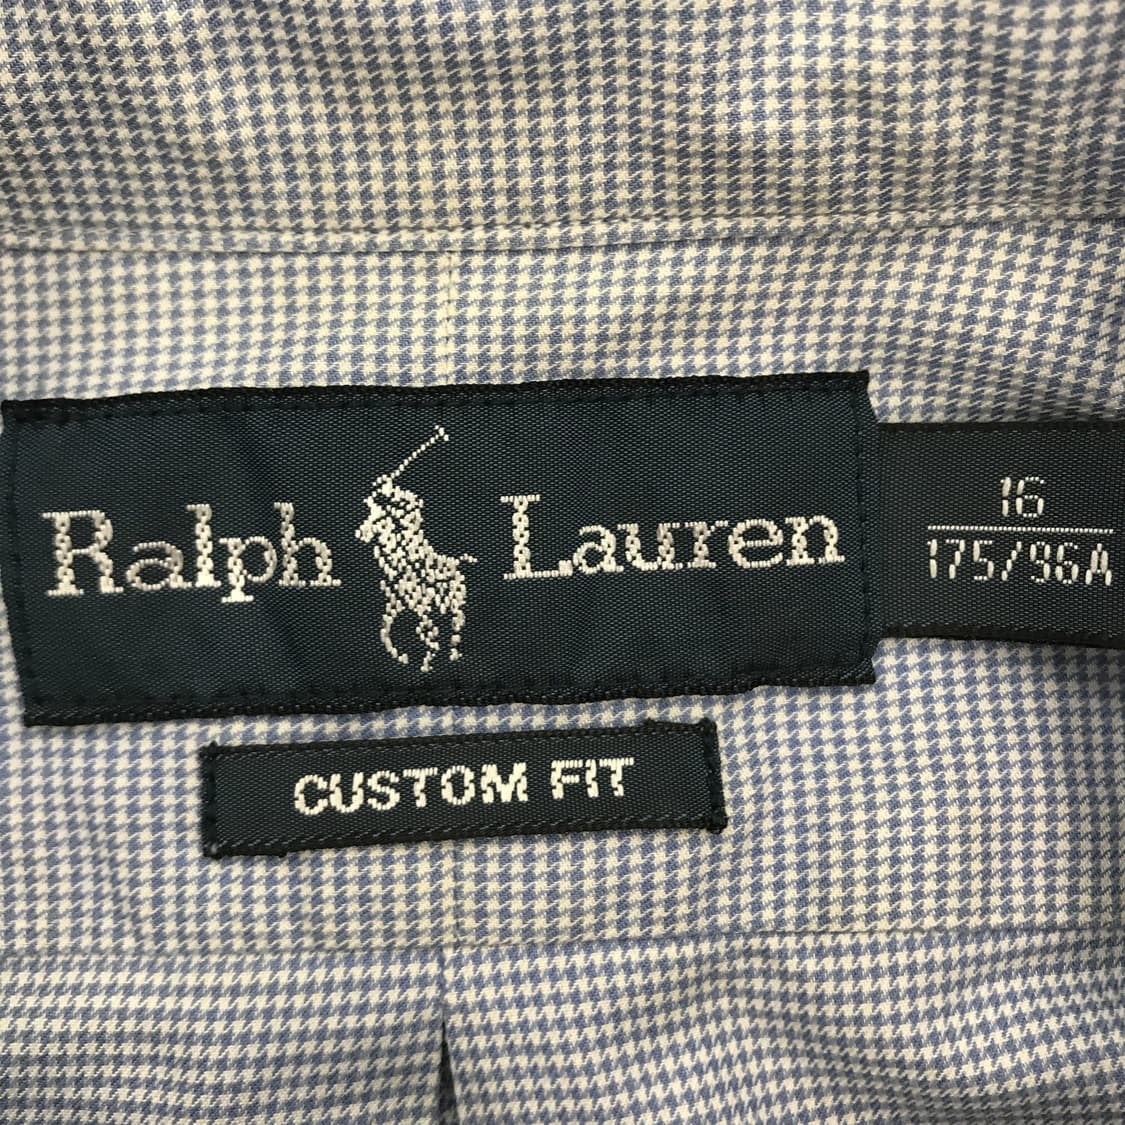 Ralph Lauren
16
175/96A
CUSTOM FIT